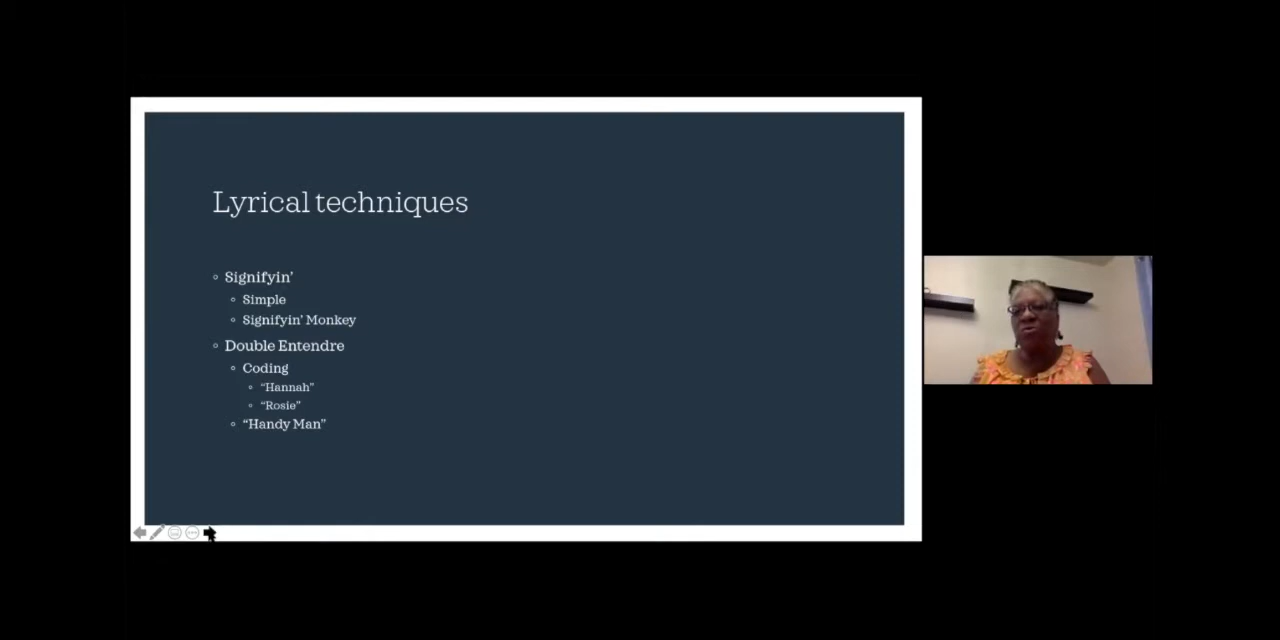 Lyrical techniques
Signifyin’
Simple
Signifyin’ Monkey
Double Entendre
Coding
“Hannah”
“Rosie”
“Handy Man”